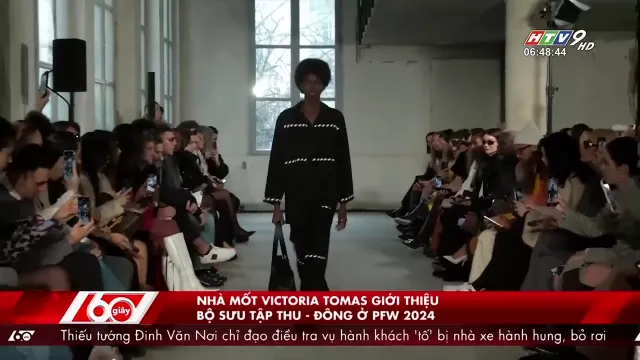 HTV9 HD
06:48:44
60 giây
NHÀ MỐT VICTORIA TOMAS GIỚI THIỆU
BỘ SƯU TẬP THU - ĐÔNG Ở PFW 2024
Thiếu tướng Đinh Văn Nơi chỉ đạo điều tra vụ hành khách 'tố' bị nhà xe hành hung, bỏ rơi